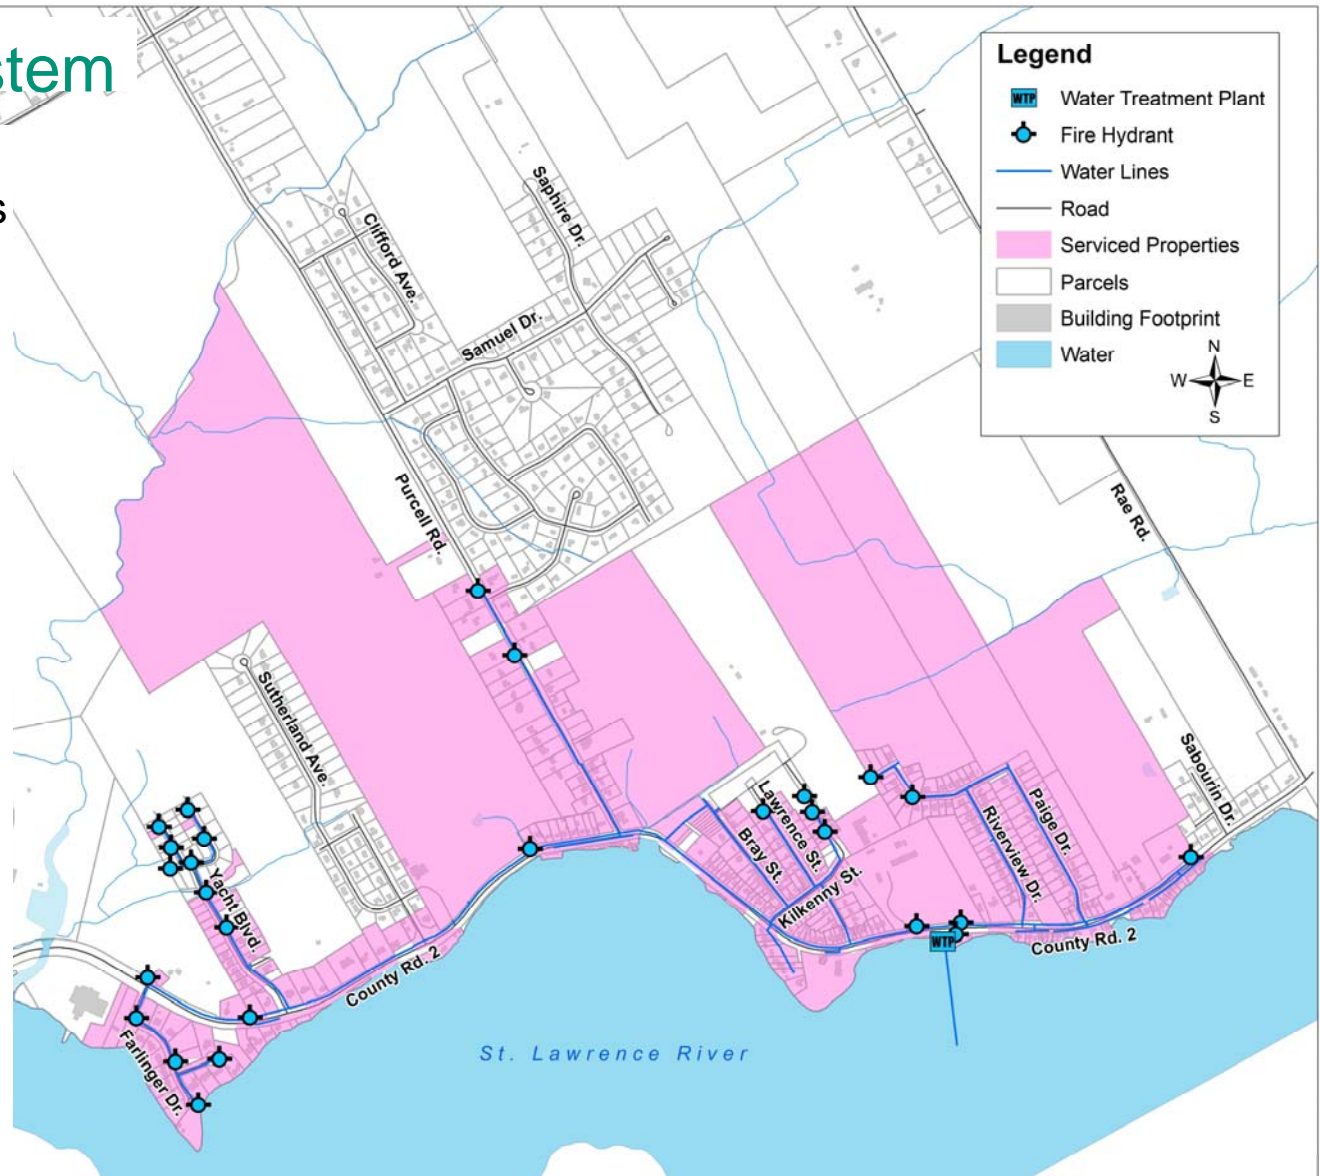 stem
s
Legend
WTP Water Treatment Plant
Fire Hydrant
Water Lines
Road
Serviced Properties
Parcels
Building Footprint
Water
N
W E
S
Saphire Dr.
Clifford Ave.
Samuel Dr.
Purcell Rd.
Rae Rd.
Sutherland Ave.
Sabourin Dr.
Lawrence St.
Paige Dr.
Riverview Dr.
Bray St.
Kilkenny St.
Yacht Blvd.
WTP
County Rd. 2
County Rd. 2
Farlinger Dr.
St. Lawrence River